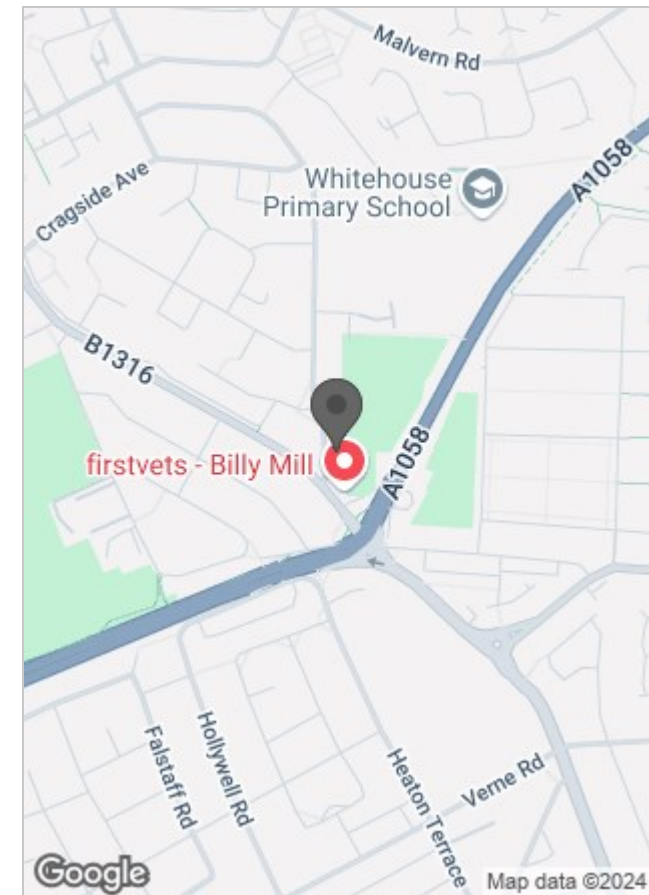 Malvern Rd
A1058
Whitehouse
Primary School
Cragside Ave
B1316
firstvets - Billy Mill
A1058
Falstaff Rd
Hollywell Rd
Heaton Terrace
Verne Rd
Google
Map data ©2024